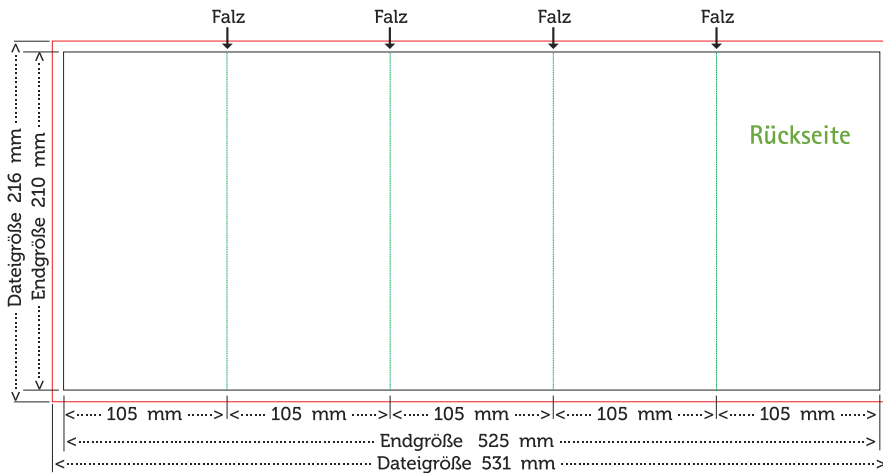 Falz Falz Falz Falz
Rückseite
Dateigröße 216 mm
Endgröße 210 mm
105 mm 105 mm 105 mm 105 mm 105 mm
Endgröße 525 mm
Dateigröße 531 mm